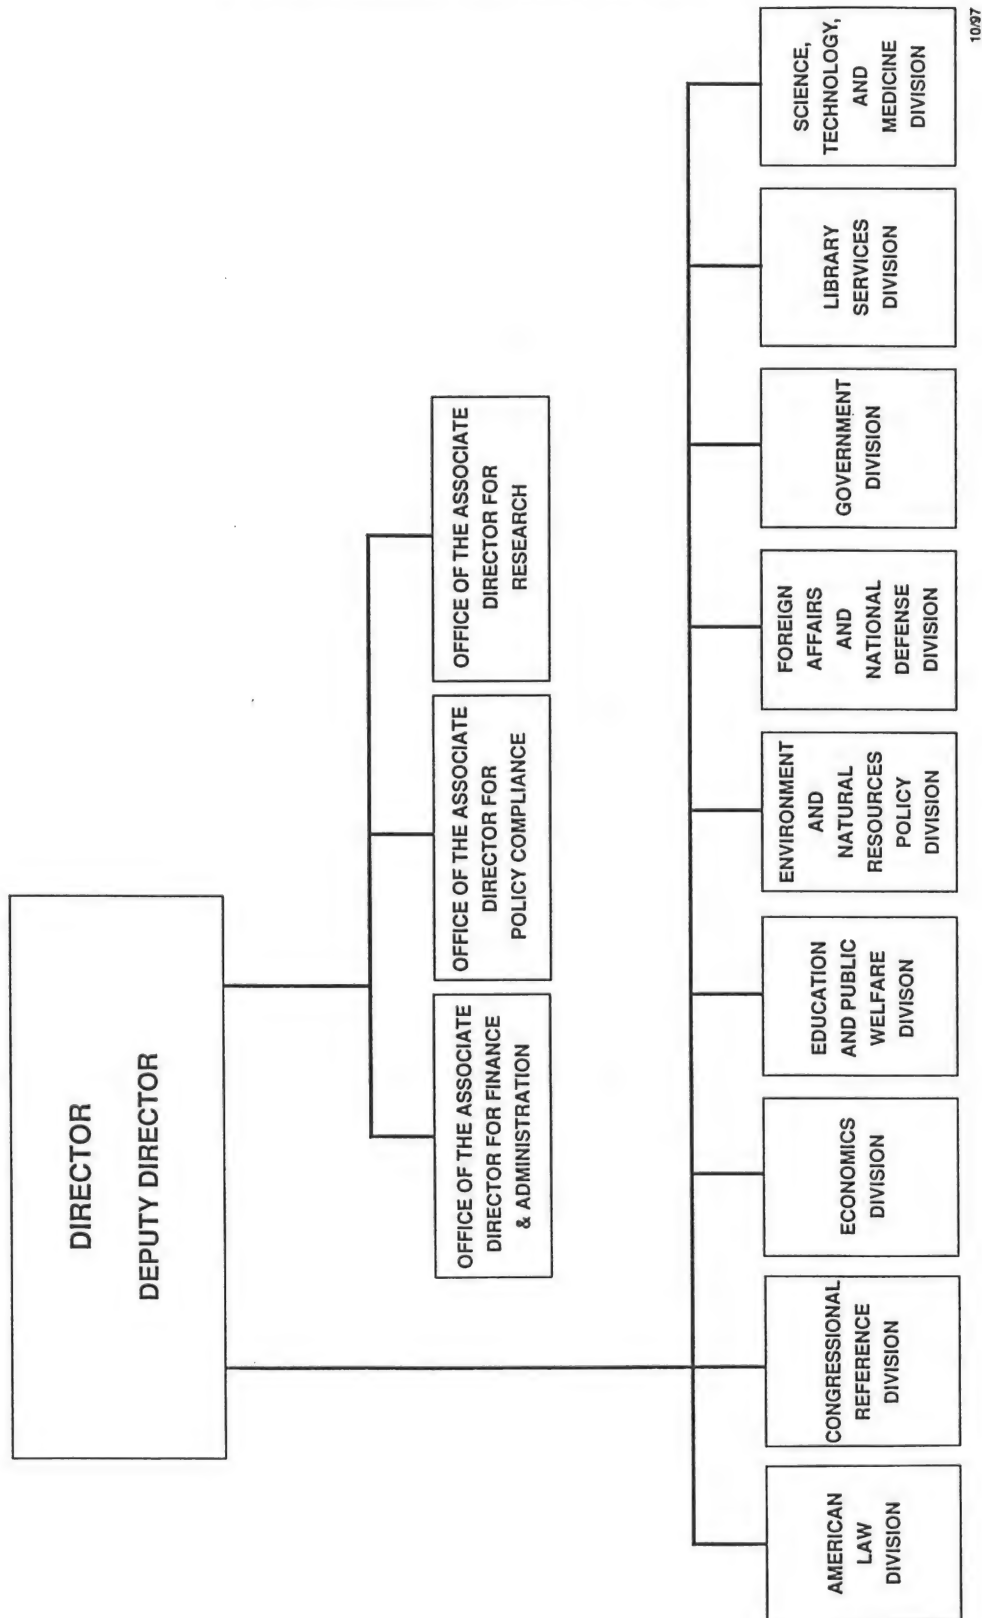 DIRECTOR
DEPUTY DIRECTOR
OFFICE OF THE ASSOCIATE
DIRECTOR FOR FINANCE
& ADMINISTRATION
OFFICE OF THE ASSOCIATE
DIRECTOR FOR
POLICY COMPLIANCE
OFFICE OF THE ASSOCIATE
DIRECTOR FOR
RESEARCH
AMERICAN
LAW
DIVISION
CONGRESSIONAL
REFERENCE
DIVISION
ECONOMICS
DIVISION
EDUCATION
AND PUBLIC
WELFARE
DIVISON
ENVIRONMENT
AND
NATURAL
RESOURCES
POLICY
DIVISION
FOREIGN
AFFAIRS
AND
NATIONAL
DEFENSE
DIVISION
GOVERNMENT
DIVISION
LIBRARY
SERVICES
DIVISION
SCIENCE,
TECHNOLOGY,
AND
MEDICINE
DIVISION
10/97